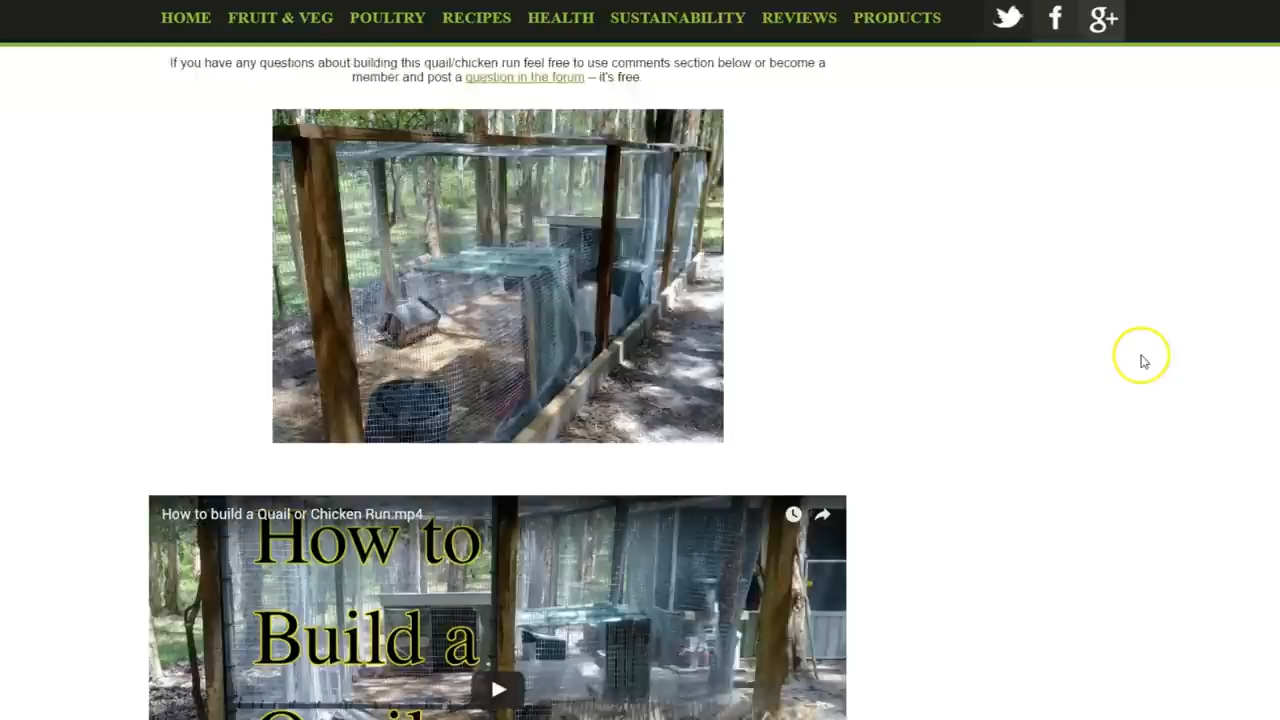 HOME FRUIT & VEG POULTRY RECIPES HEALTH SUSTAINABILITY REVIEWS PRODUCTS
If you have any questions about building this quail/chicken run feel free to use comments section below or become a
member and post a question in the forum – it's free.
How to build a Quail or Chicken Run.mp4
How to
Build a
Quail